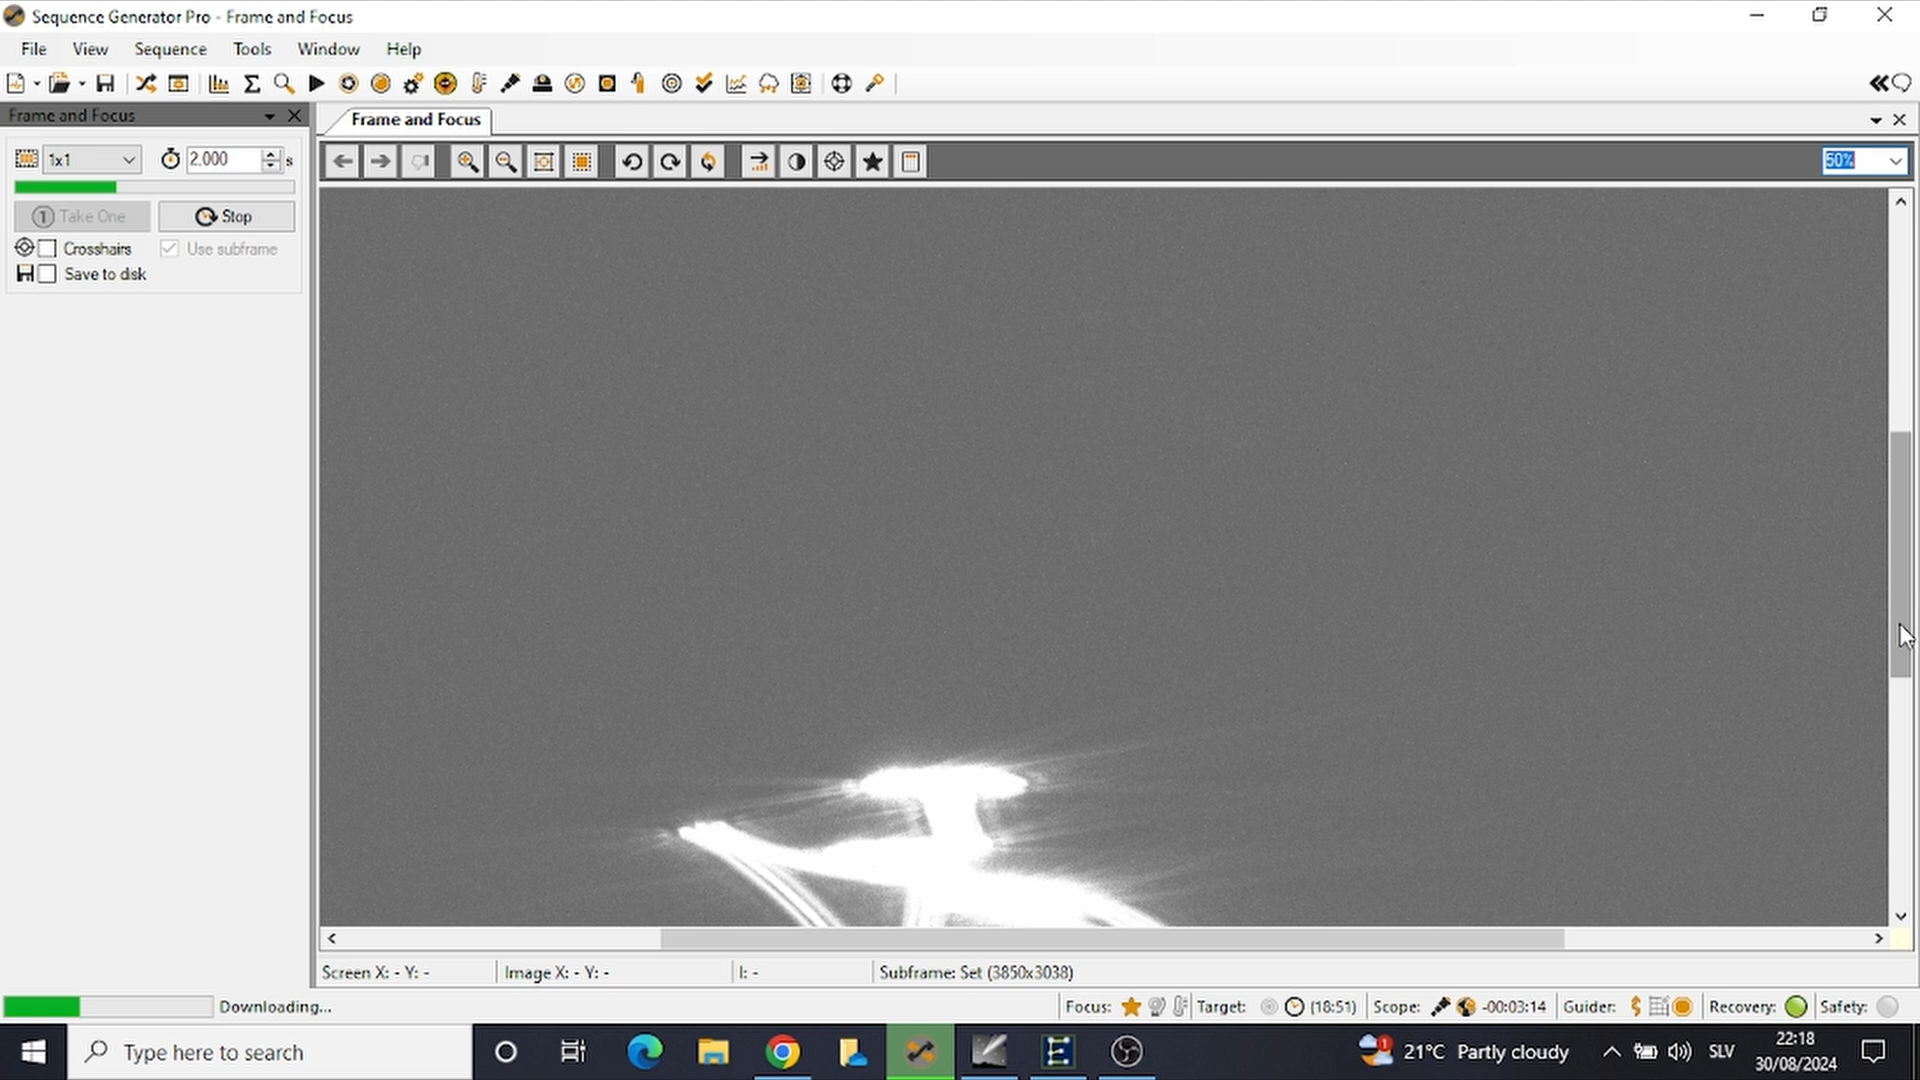 Sequence Generator Pro - Frame and Focus
File View Sequence Tools Window Help
Frame and Focus
Frame and Focus
1x1 2.000 s
50%
Take One Stop
Crosshairs Use subframe
Save to disk
Screen X: - Y: - Image X: - Y: - I: - Subframe: Set (3850x3038)
Downloading... Focus: Target: (18:51) Scope: -00:03:14 Guider: Recovery: Safety:
Type here to search 21°C Partly cloudy SLV 22:18
30/08/2024